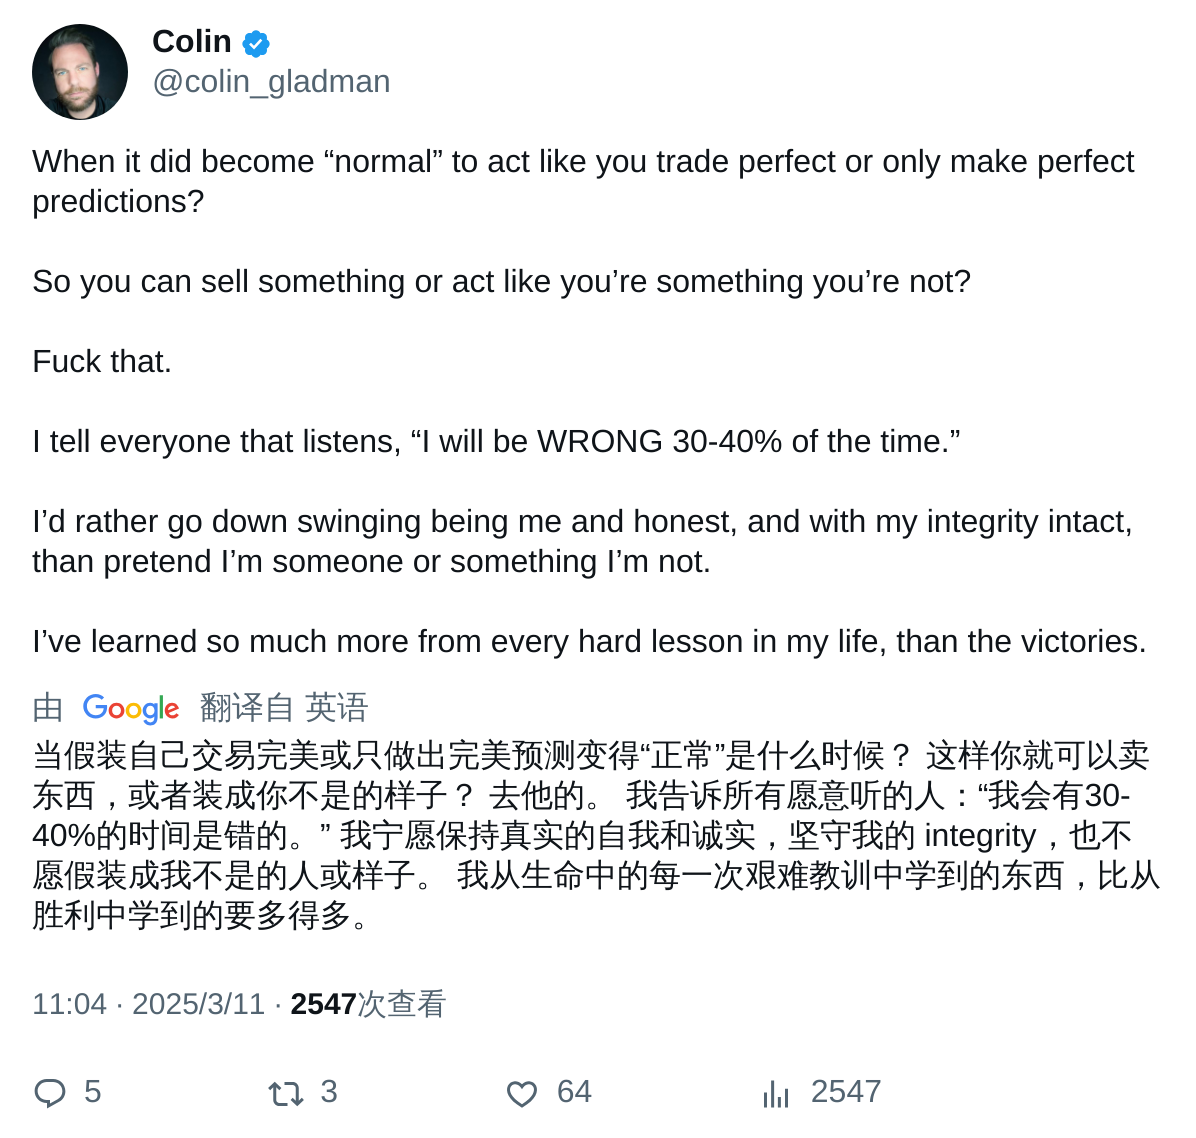 Colin
@colin_gladman
When it did become “normal” to act like you trade perfect or only make perfect
predictions?
So you can sell something or act like you’re something you’re not?
Fuck that.
I tell everyone that listens, “I will be WRONG 30-40% of the time.”
I’d rather go down swinging being me and honest, and with my integrity intact,
than pretend I’m someone or something I’m not.
I’ve learned so much more from every hard lesson in my life, than the victories.
由 Google 翻译自 英语
当假装自己交易完美或只做出完美预测变得“正常”是什么时候？ 这样你就可以卖
东西，或者装成你不是的样子？ 去他的。 我告诉所有愿意听的人：“我会有30-
40%的时间是错的。” 我宁愿保持真实的自我和诚实，坚守我的 integrity，也不
愿假装成我不是的人或样子。 我从生命中的每一次艰难教训中学到的东西，比从
胜利中学到的要多得多。
11:04 · 2025/3/11 · 2547次查看
5 3 64 2547